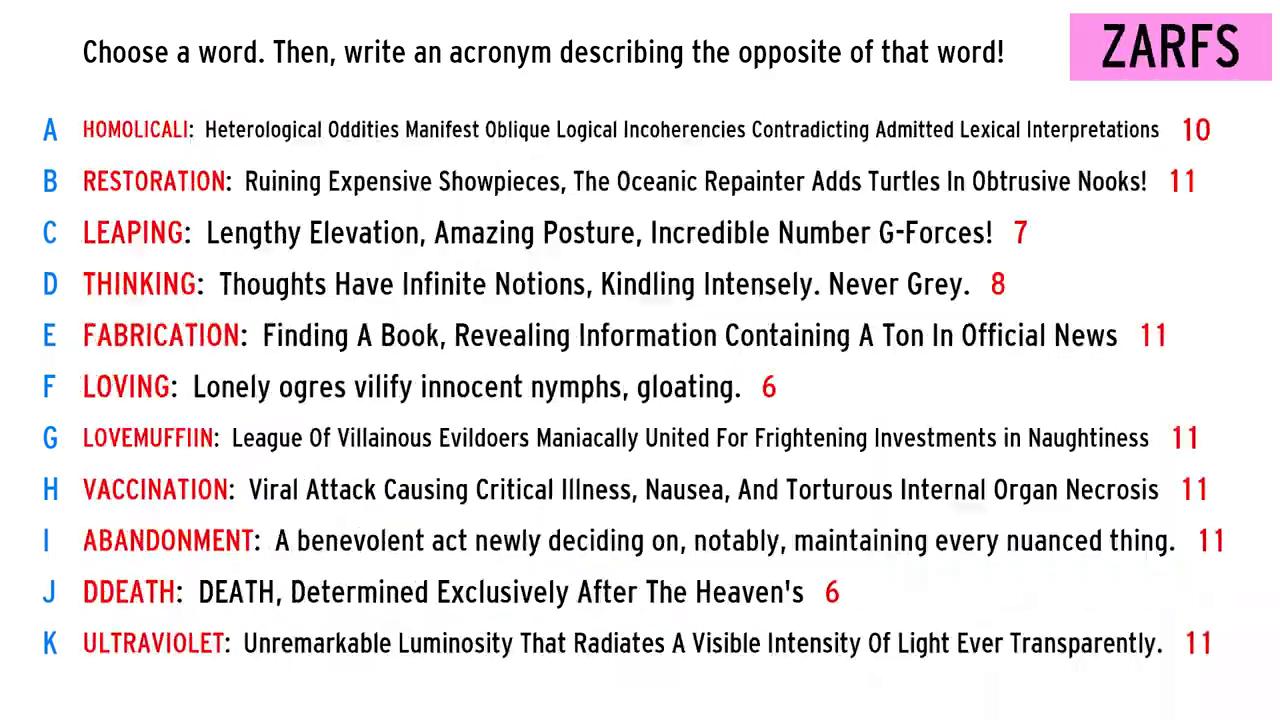 Choose a word. Then, write an acronym describing the opposite of that word!
ZARFS
A HOMOLICALI: Heterological Oddities Manifest Oblique Logical Incoherencies Contradicting Admitted Lexical Interpretations 10
B RESTORATION: Ruining Expensive Showpieces, The Oceanic Repainter Adds Turtles In Obtrusive Nooks! 11
C LEAPING: Lengthy Elevation, Amazing Posture, Incredible Number G-Forces! 7
D THINKING: Thoughts Have Infinite Notions, Kindling Intensely. Never Grey. 8
E FABRICATION: Finding A Book, Revealing Information Containing A Ton In Official News 11
F LOVING: Lonely ogres vilify innocent nymphs, gloating. 6
G LOVEMUFFIIN: League Of Villainous Evildoers Maniacally United For Frightening Investments in Naughtiness 11
H VACCINATION: Viral Attack Causing Critical Illness, Nausea, And Torturous Internal Organ Necrosis 11
I ABANDONMENT: A benevolent act newly deciding on, notably, maintaining every nuanced thing. 11
J DDEATH: DEATH, Determined Exclusively After The Heaven's 6
K ULTRAVIOLET: Unremarkable Luminosity That Radiates A Visible Intensity Of Light Ever Transparently. 11